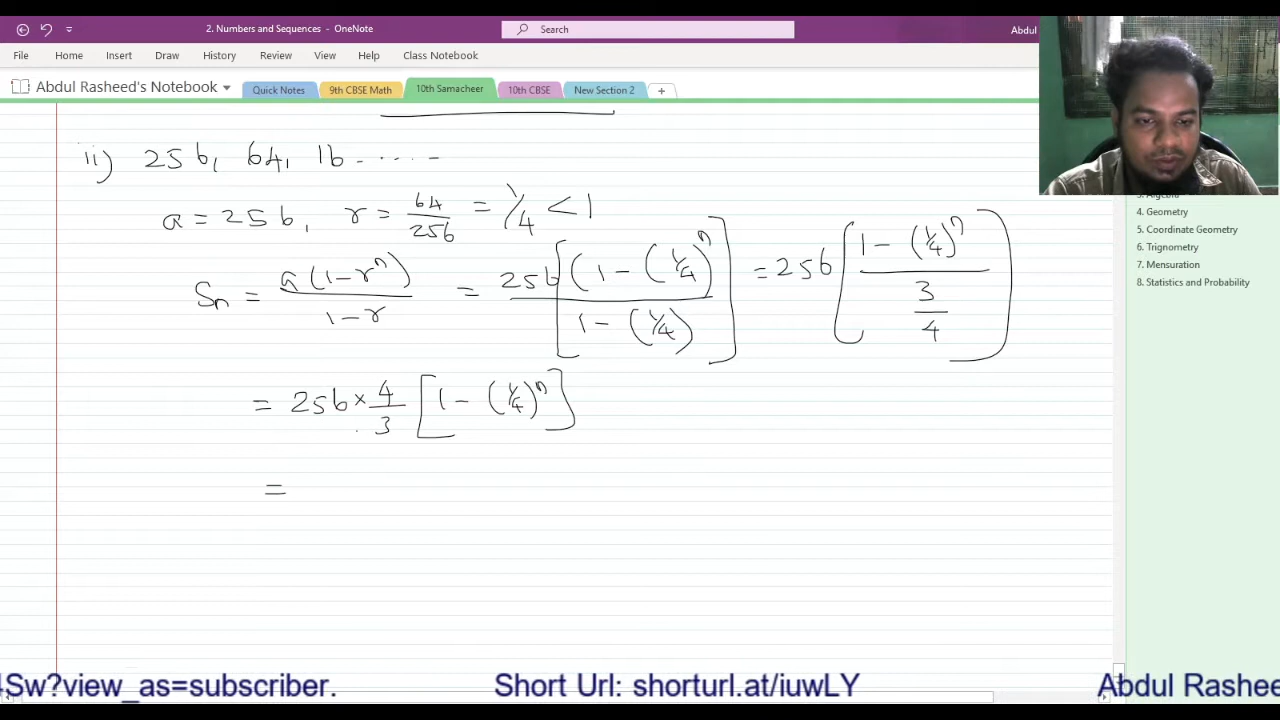 2. Numbers and Sequences - OneNote
Search
Abdul
File Home Insert Draw History Review View Help Class Notebook
Abdul Rasheed's Notebook
Quick Notes 9th CBSE Math 10th Samacheer 10th CBSE New Section 2 +
4. Geometry
5. Coordinate Geometry
6. Trignometry
7. Mensuration
8. Statistics and Probability
ii) 256, 64, 16 . . . . .
a = 256, r = 64/256 = 1/4 < 1
Sn = a(1-r^n)/1-r = 256[(1-(1/4)^n)/1-(1/4)] = 256[1-(1/4)^n/(3/4)]
= 256 × 4/3 [1-(1/4)^n]
=
4Sw?view_as=subscriber. Short Url: shorturl.at/iuwLY Abdul Rashee